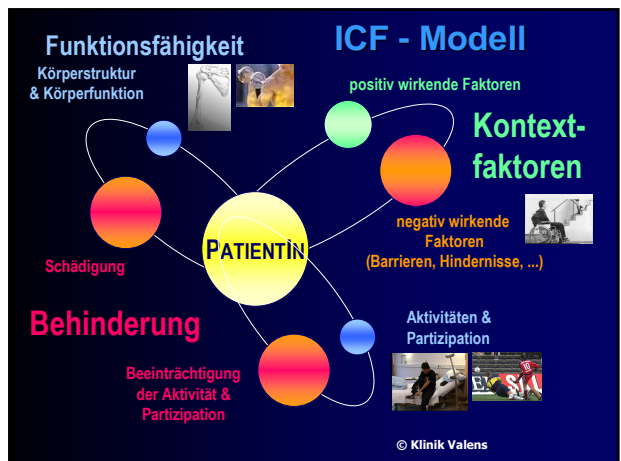 Funktionsfähigkeit
ICF - Modell
Körperstruktur
& Körperfunktion
positiv wirkende Faktoren
Kontext-
faktoren
PATIENTIN
negativ wirkende
Faktoren
(Barrieren, Hindernisse, ...)
Schädigung
Behinderung
Aktivitäten &
Partizipation
Beeinträchtigung
der Aktivität &
Partizipation
© Klinik Valens